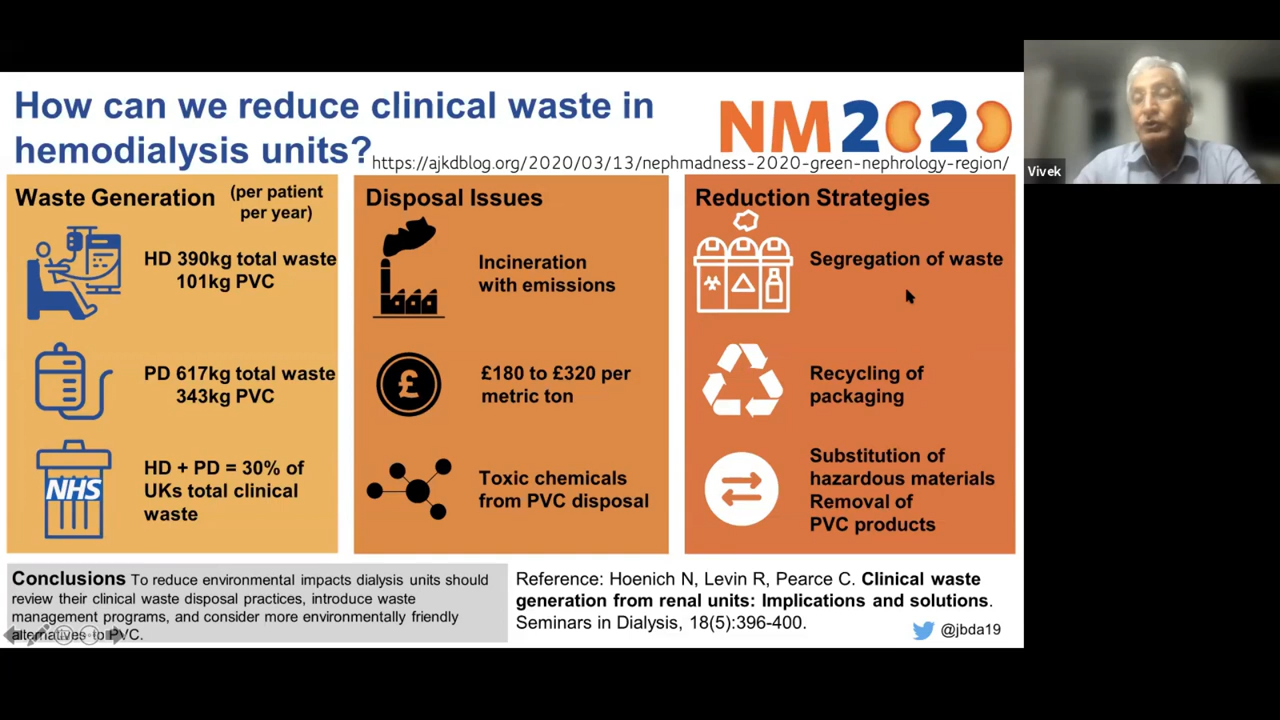 How can we reduce clinical waste in
hemodialysis units?
NM2020
https://ajkdblog.org/2020/03/13/nephmadness-2020-green-nephrology-region/
Vivek
Waste Generation (per patient
per year)
HD 390kg total waste
101kg PVC
PD 617kg total waste
343kg PVC
NHS
HD + PD = 30% of
UKs total clinical
waste
Disposal Issues
Incineration
with emissions
£
£180 to £320 per
metric ton
Toxic chemicals
from PVC disposal
Reduction Strategies
Segregation of waste
Recycling of
packaging
Substitution of
hazardous materials
Removal of
PVC products
Conclusions To reduce environmental impacts dialysis units should
review their clinical waste disposal practices, introduce waste
management programs, and consider more environmentally friendly
alternatives to PVC.
Reference: Hoenich N, Levin R, Pearce C. Clinical waste
generation from renal units: Implications and solutions.
Seminars in Dialysis, 18(5):396-400.
@jbda19